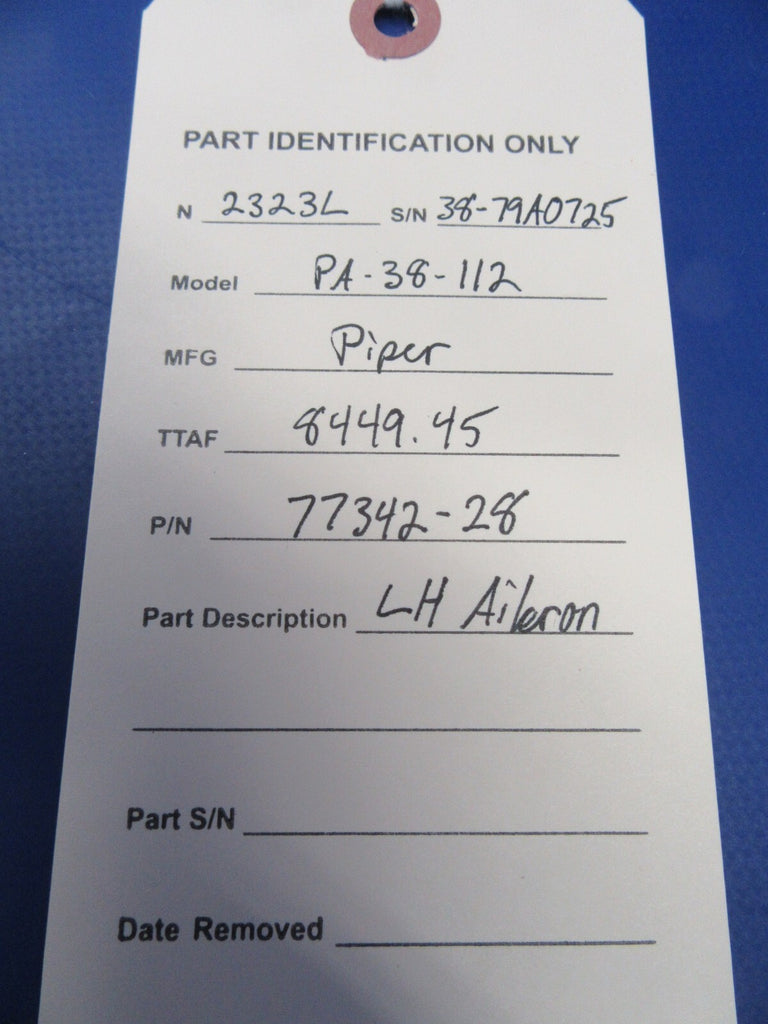 PART IDENTIFICATION ONLY
N 2323L S/N 38-79A0725
Model PA-38-112
MFG Piper
TTAF 8449.45
P/N 77342-28
Part Description LH Aileron
Part S/N
Date Removed